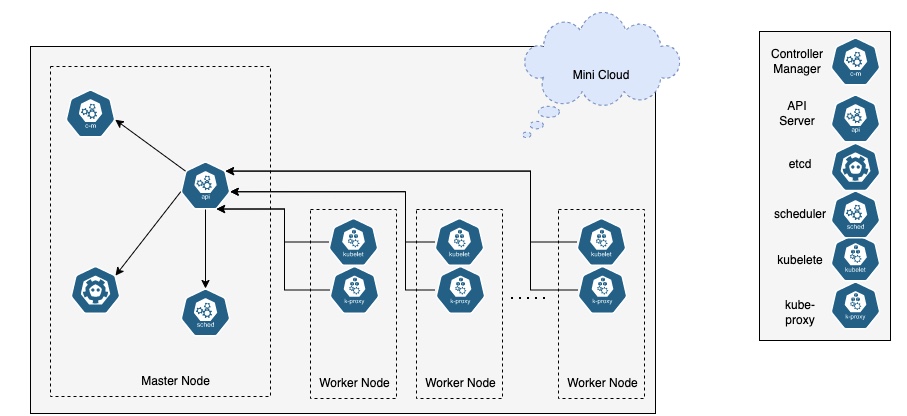 Mini Cloud
c-m
api
sched
Master Node
kubelet
k-proxy
Worker Node
kubelet
k-proxy
Worker Node
. . . . .
kubelet
k-proxy
Worker Node
Controller
Manager
c-m
API
Server
api
etcd
scheduler
sched
kubelete
kubelet
kube-
proxy
k-proxy